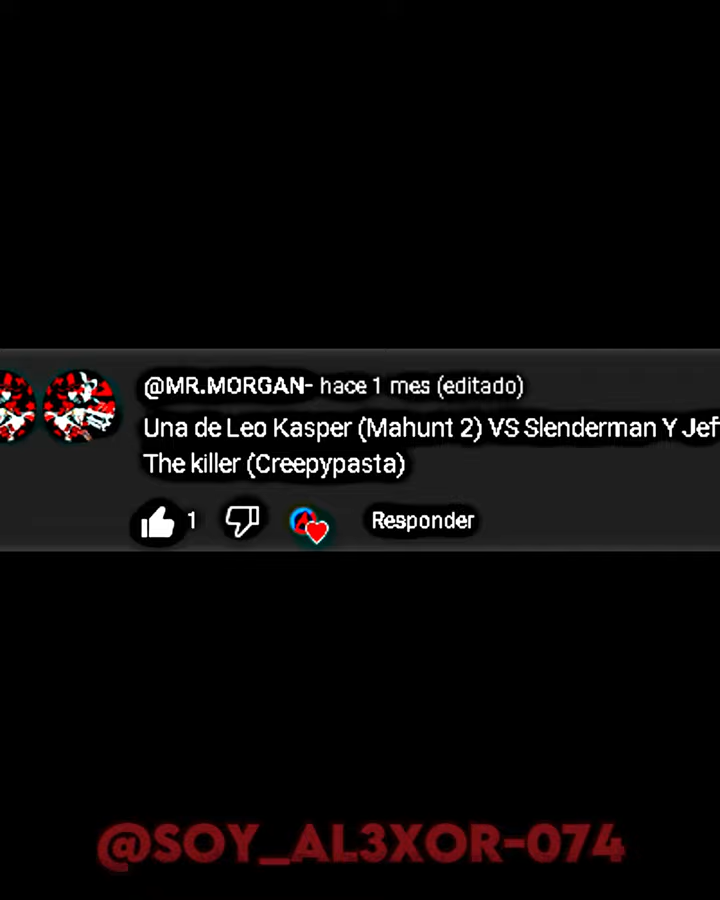 @MR.MORGAN- hace 1 mes (editado)
Una de Leo Kasper (Mahunt 2) VS Slenderman Y Jef
The killer (Creepypasta)
1 Responder
@SOY_AL3XOR-074